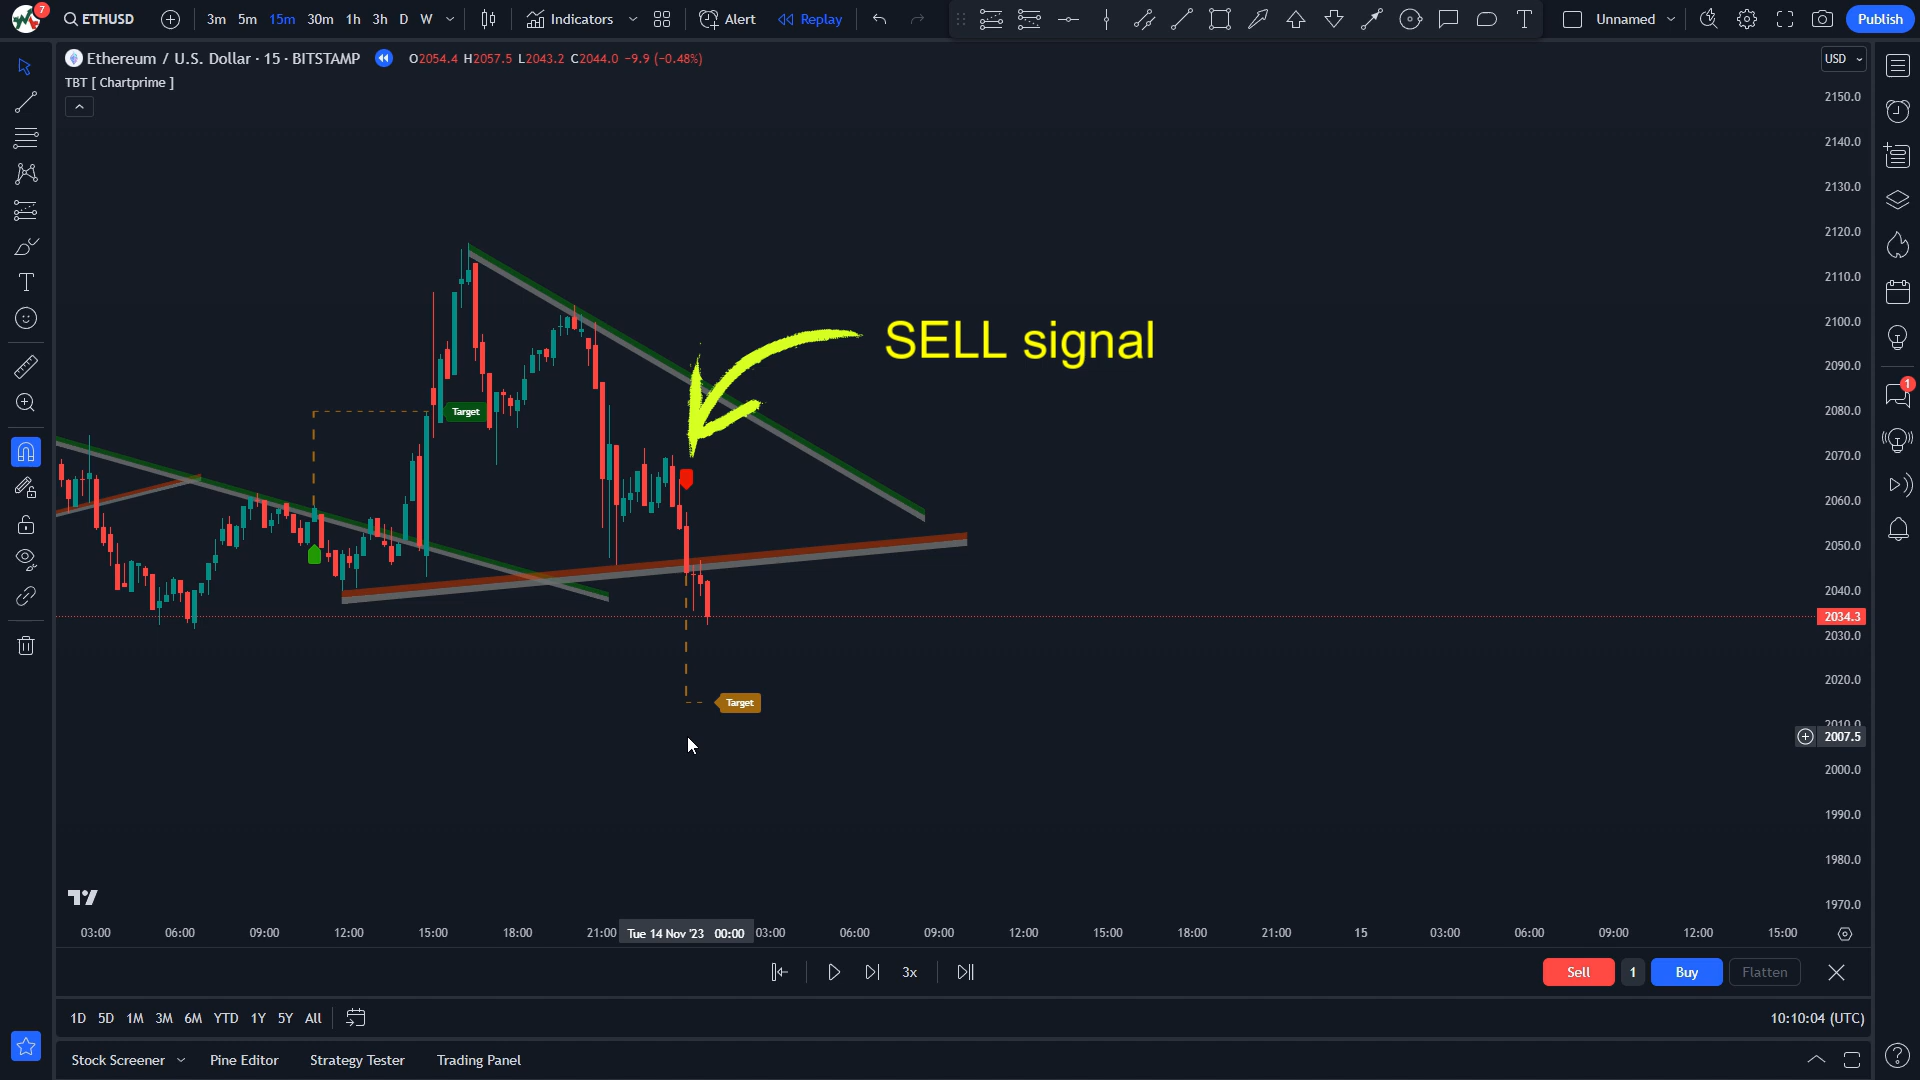 7
ETHUSD
3m 5m 15m 30m 1h 3h D W
Indicators
Alert
Replay
Unnamed
Publish
Ethereum / U.S. Dollar · 15 · BITSTAMP
O2054.4 H2057.5 L2043.2 C2044.0 -9.9 (-0.48%)
USD
TBT [ Chartprime ]
2150.0
2140.0
2130.0
2120.0
2110.0
2100.0
2090.0
2080.0
2070.0
2060.0
2050.0
2040.0
2034.3
2030.0
2020.0
2010.0
2007.5
2000.0
1990.0
1980.0
1970.0
1
SELL signal
Target
Target
03:00 06:00 09:00 12:00 15:00 18:00 21:00 Tue 14 Nov '23 00:00 03:00 06:00 09:00 12:00 15:00 18:00 21:00 15 03:00 06:00 09:00 12:00 15:00
3x
Sell 1 Buy Flatten
1D 5D 1M 3M 6M YTD 1Y 5Y All
10:10:04 (UTC)
Stock Screener Pine Editor Strategy Tester Trading Panel